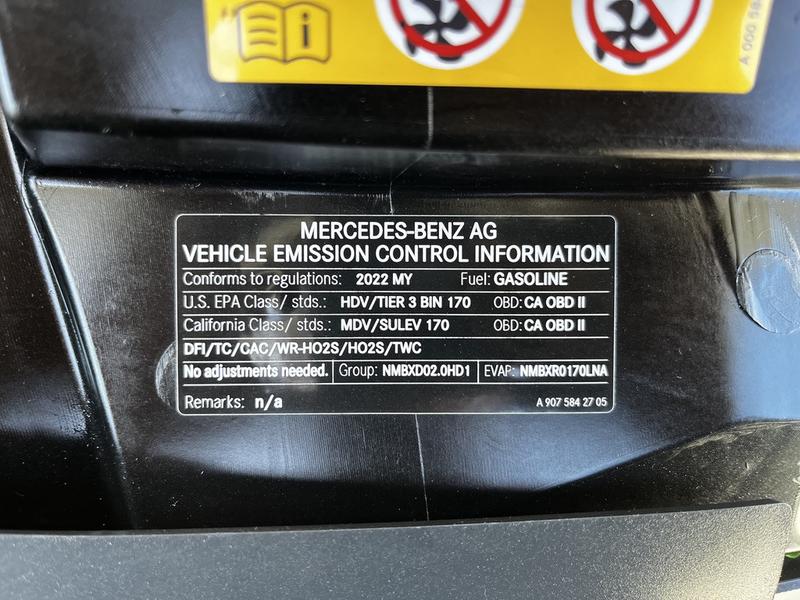 A 000 584
MERCEDES-BENZ AG
VEHICLE EMISSION CONTROL INFORMATION
Conforms to regulations: 2022 MY Fuel: GASOLINE
U.S. EPA Class/ stds.: HDV/TIER 3 BIN 170 OBD: CA OBD II
California Class/ stds.: MDV/SULEV 170 OBD: CA OBD II
DFI/TC/CAC/WR-HO2S/HO2S/TWC
No adjustments needed. Group: NMBXD02.0HD1 EVAP: NMBXR0170LNA
Remarks: n/a A 907 584 27 05